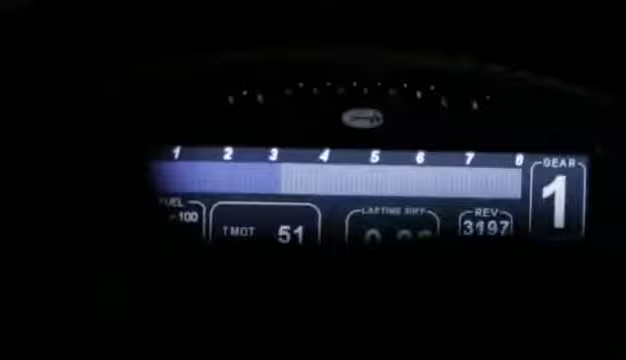 1 2 3 4 5 6 7 8
GEAR
1
FUEL
100
TMOT 51
LAPTIME DIFF
REV
3197